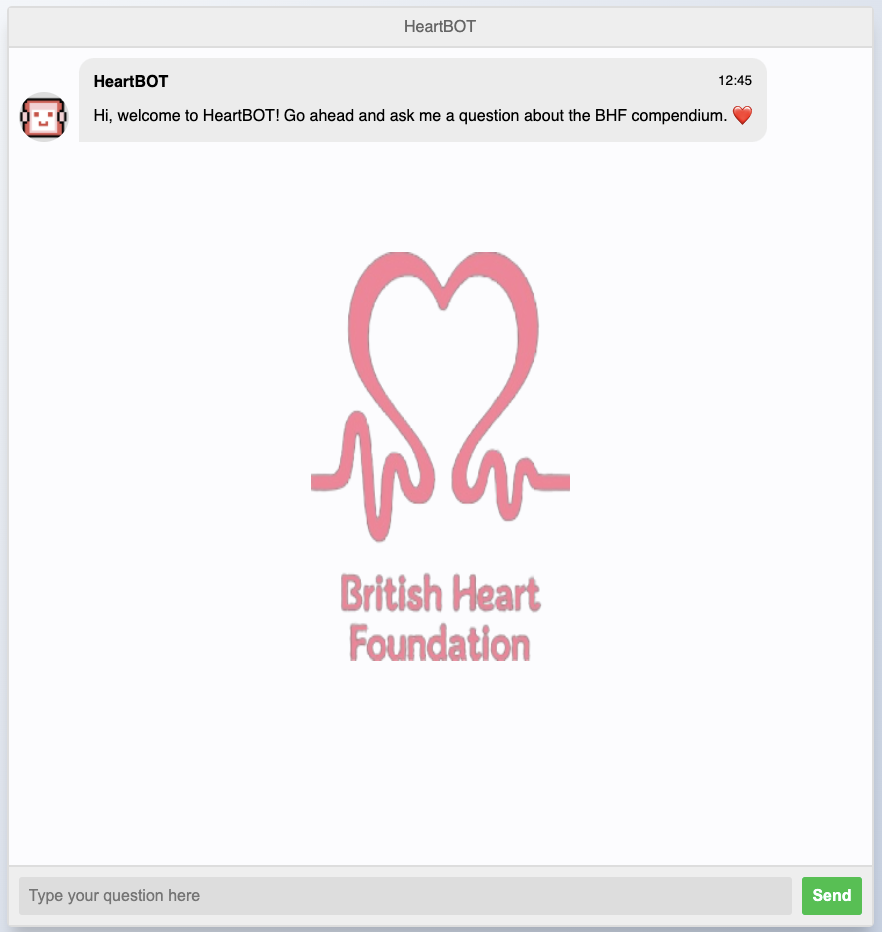 HeartBOT
HeartBOT 12:45
Hi, welcome to HeartBOT! Go ahead and ask me a question about the BHF compendium. ❤️
British Heart
Foundation
Type your question here Send